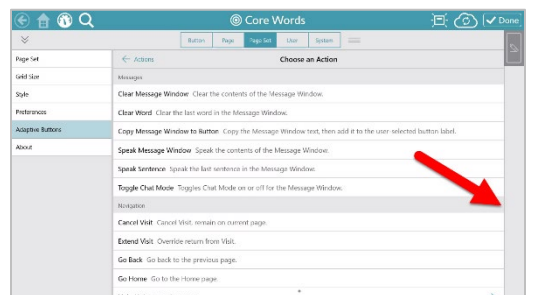 Core Words
Done
Button Page Page Set User System
Page Set
Grid Size
Style
Preferences
Adaptive Buttons
About
Actions
Choose an Action
Messages
Clear Message Window Clear the contents of the Message Window.
Clear Word Clear the last word in the Message Window.
Copy Message Window to Button Copy the Message Window text, then add it to the user-selected button label.
Speak Message Window Speak the contents of the Message Window.
Speak Sentence Speak the last sentence in the Message Window.
Toggle Chat Mode Toggles Chat Mode on or off for the Message Window.
Navigation
Cancel Visit Cancel Visit, remain on current page.
Extend Visit Override return from Visit.
Go Back Go back to the previous page.
Go Home Go to the Home page.